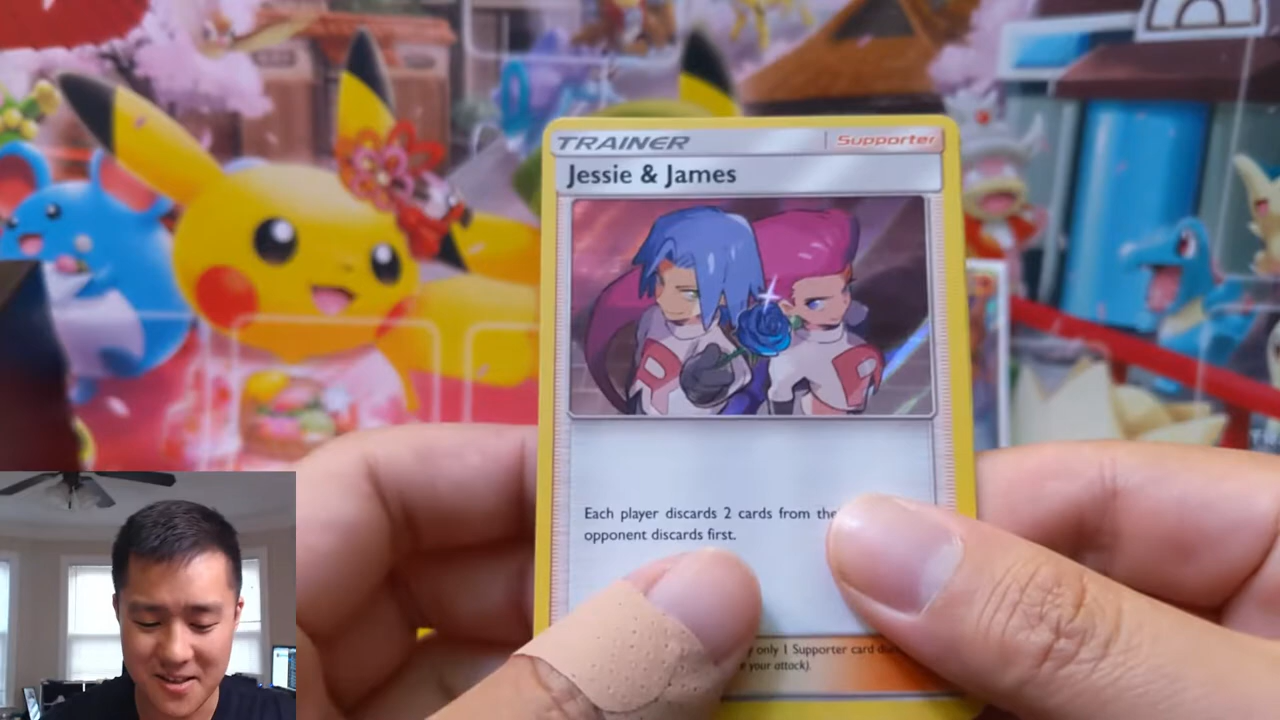 TRAINER Supporter
Jessie & James
Each player discards 2 cards from the
opponent discards first.
only 1 Supporter card
your attack).